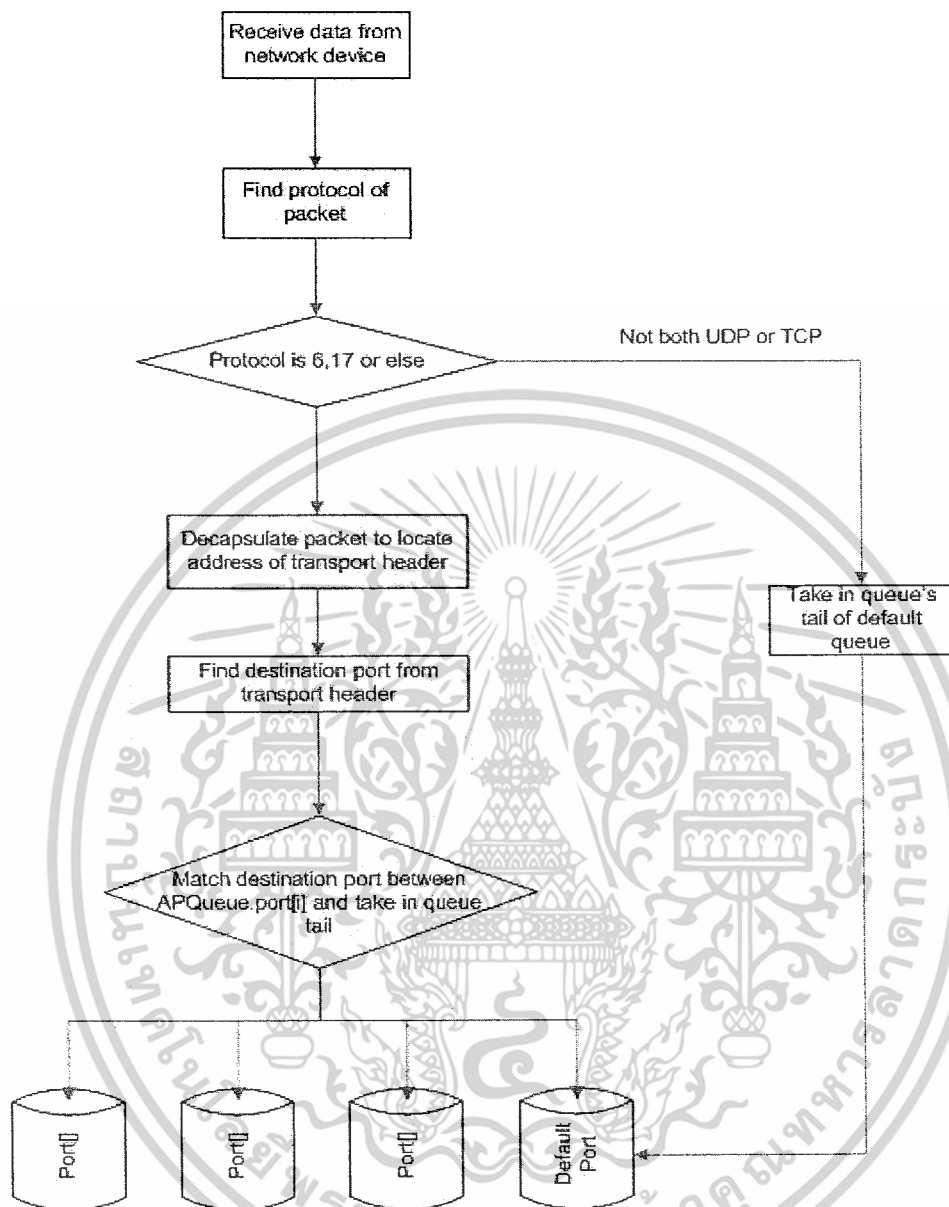 Receive data from
network device
Find protocol of
packet
Protocol is 6,17 or else
Not both UDP or TCP
Decapsulate packet to locate
address of transport header
Take in queue's
tail of default
queue
Find destination port from
transport header
Match destination port between
APQueue.port[i] and take in queue
tail
Port[]
Port[]
Port[]
Default
Port